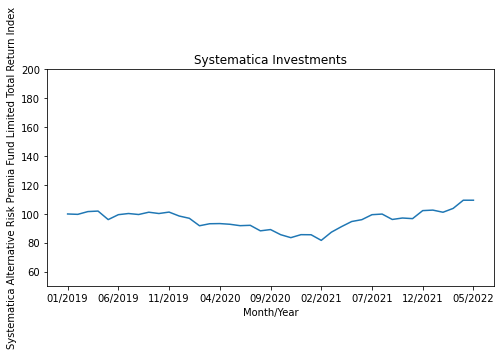 Systematica Investments
Systematica Alternative Risk Premia Fund Limited Total Return Index
200
180
160
140
120
100
80
60
01/2019 06/2019 11/2019 04/2020 09/2020 02/2021 07/2021 12/2021 05/2022
Month/Year